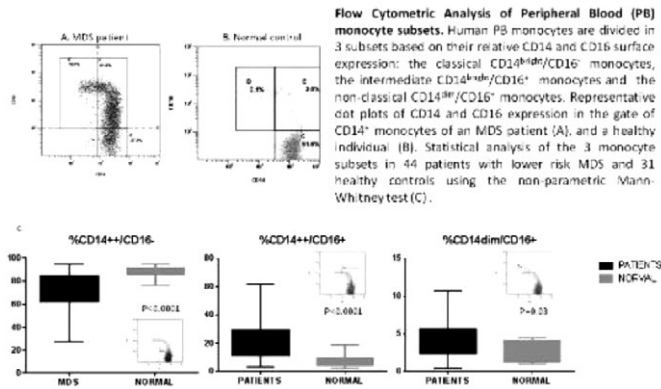 A. MDS patient
B. Normal control
Flow Cytometric Analysis of Peripheral Blood (PB)
monocyte subsets. Human PB monocytes are divided in
3 subsets based on their relative CD14 and CD16 surface
expression: the classical CD14bright/CD16- monocytes,
the intermediate CD14bright/CD16+ monocytes and the
non-classical CD14dim/CD16+ monocytes. Representative
dot plots of CD14 and CD16 expression in the gate of
CD14+ monocytes of an MDS patient (A), and a healthy
individual (B). Statistical analysis of the 3 monocyte
subsets in 44 patients with lower risk MDS and 31
healthy controls using the non-parametric Mann-
Whitney test (C).
%CD14++/CD16-
100
80
60
40
20
0
P<0.0001
MDS
NORMAL
%CD14++/CD16+
80
60
40
20
0
P<0.0001
PATIENTS
NORMAL
%CD14dim/CD16+
15
10
5
0
P=0.03
PATIENTS
NORMAL
PATIENTS
NORMAL